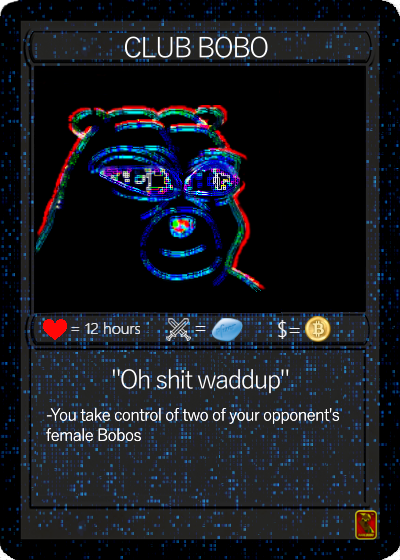 CLUB BOBO
= 12 hours = $= B
"Oh shit waddup"
-You take control of two of your opponent's
female Bobos